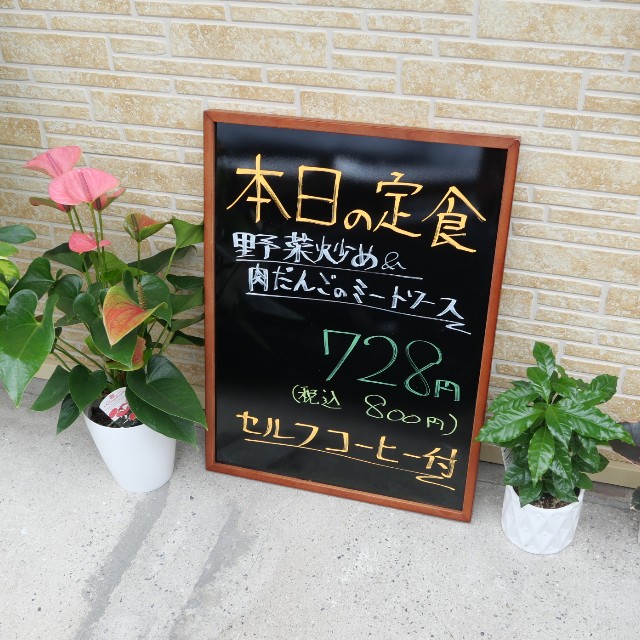 本日の定食
野菜炒め&
肉だんごのミートソース
728円
(税込 800円)
セルフコーヒー付